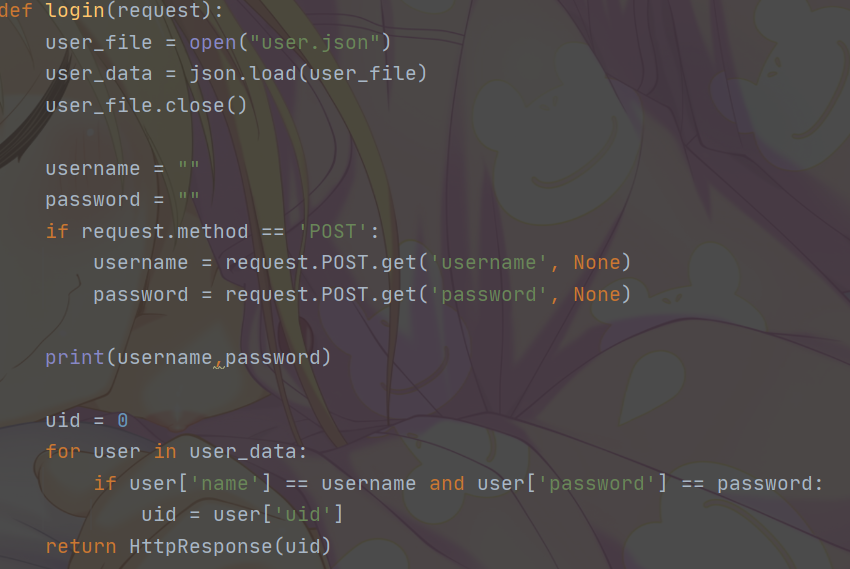 def login(request):
    user_file = open("user.json")
    user_data = json.load(user_file)
    user_file.close()

    username = ""
    password = ""
    if request.method == 'POST':
        username = request.POST.get('username', None)
        password = request.POST.get('password', None)

    print(username,password)

    uid = 0
    for user in user_data:
        if user['name'] == username and user['password'] == password:
            uid = user['uid']
    return HttpResponse(uid)